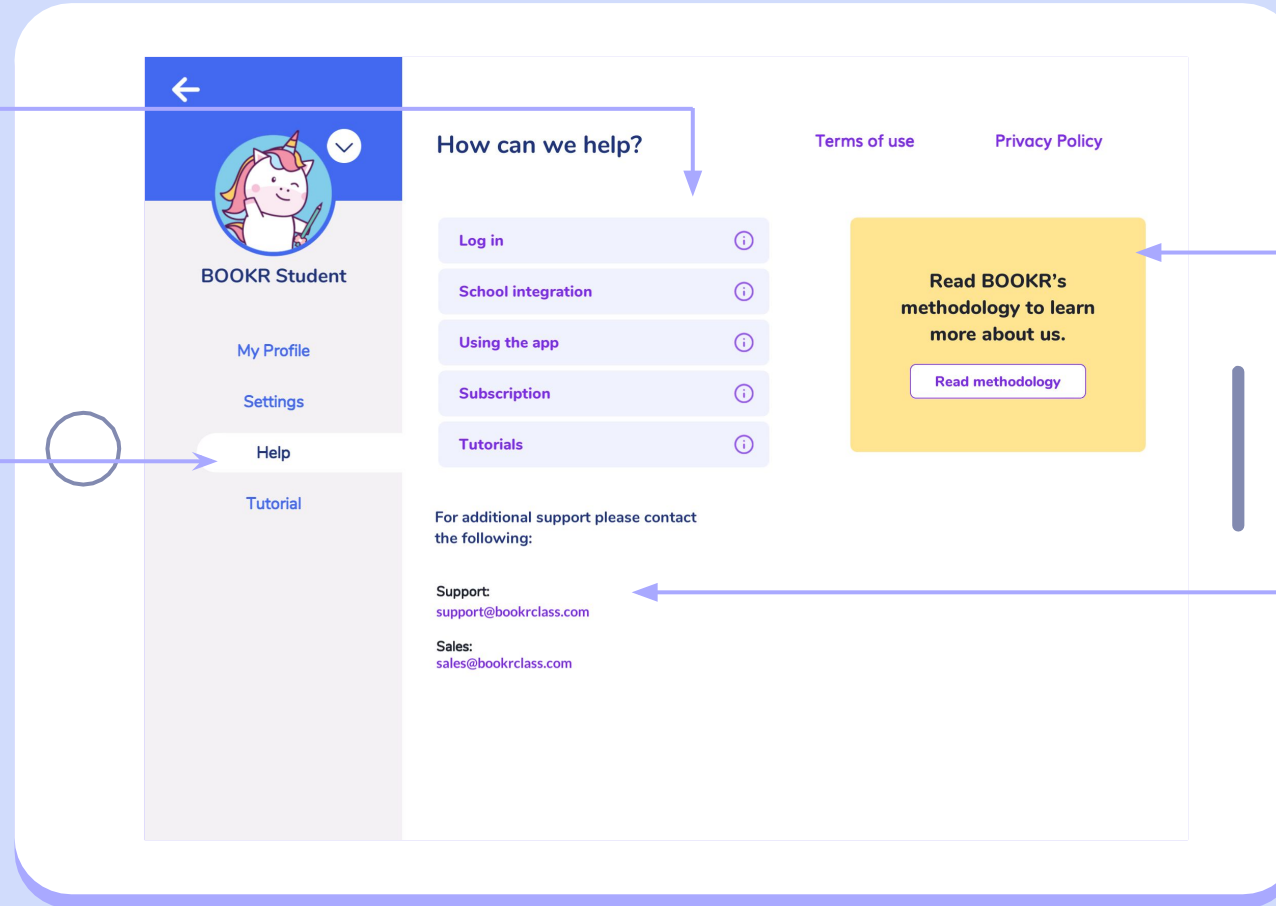 BOOKR Student
My Profile
Settings
Help
Tutorial
How can we help?
Terms of use
Privacy Policy
Log in
School integration
Using the app
Subscription
Tutorials
Read BOOKR's
methodology to learn
more about us.
Read methodology
For additional support please contact
the following:
Support:
support@bookrclass.com
Sales:
sales@bookrclass.com